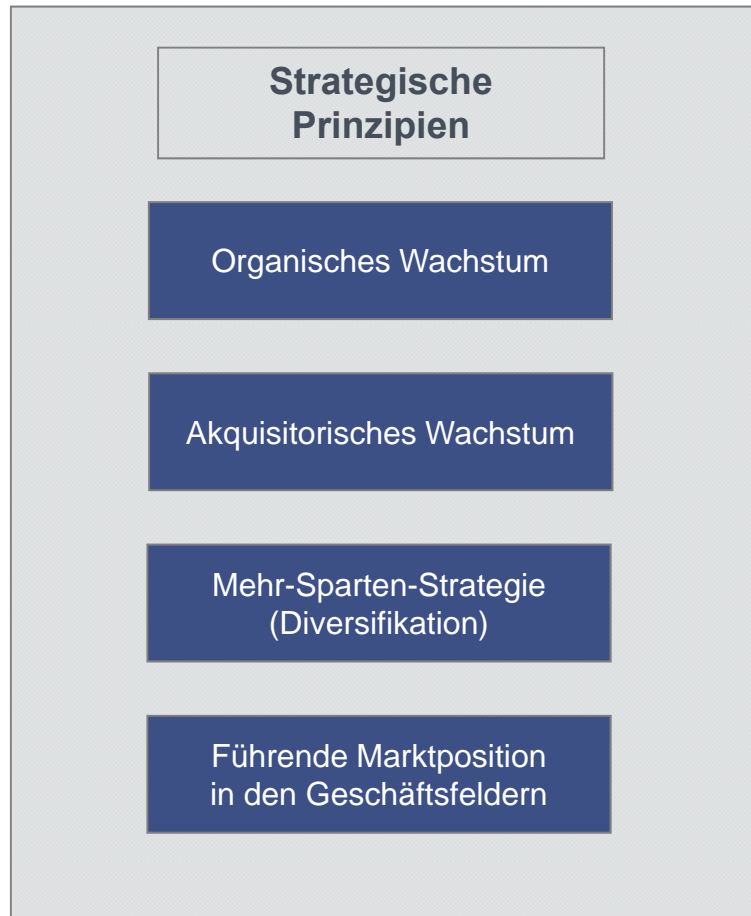 Strategische
Prinzipien
Organisches Wachstum
Akquisitorisches Wachstum
Mehr-Sparten-Strategie
(Diversifikation)
Führende Marktposition
in den Geschäftsfeldern